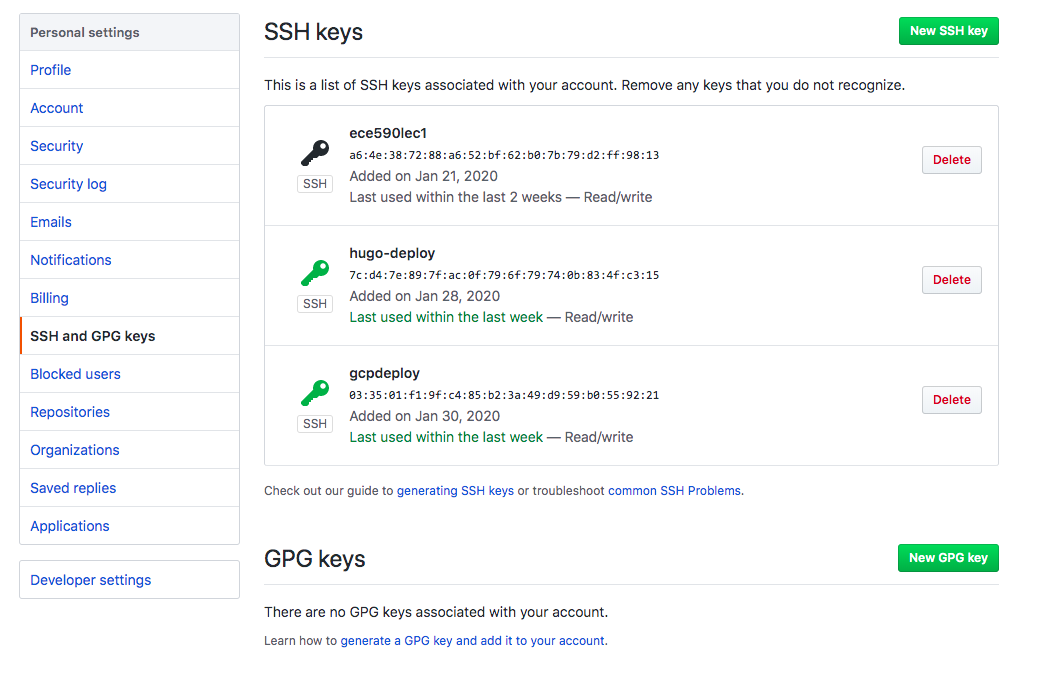 Personal settings
Profile
Account
Security
Security log
Emails
Notifications
Billing
SSH and GPG keys
Blocked users
Repositories
Organizations
Saved replies
Applications
Developer settings
SSH keys
New SSH key
This is a list of SSH keys associated with your account. Remove any keys that you do not recognize.
ece590lec1
a6:4e:38:72:88:a6:52:bf:62:b0:7b:79:d2:ff:98:13
SSH
Added on Jan 21, 2020
Last used within the last 2 weeks — Read/write
Delete
hugo-deploy
7c:d4:7e:89:7f:ac:0f:79:6f:79:74:0b:83:4f:c3:15
SSH
Added on Jan 28, 2020
Last used within the last week — Read/write
Delete
gcpdeploy
03:35:01:f1:9f:c4:85:b2:3a:49:d9:59:b0:55:92:21
SSH
Added on Jan 30, 2020
Last used within the last week — Read/write
Delete
Check out our guide to generating SSH keys or troubleshoot common SSH Problems.
GPG keys
New GPG key
There are no GPG keys associated with your account.
Learn how to generate a GPG key and add it to your account.